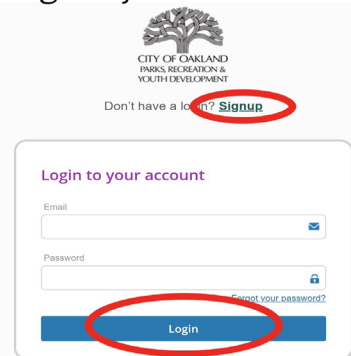 CITY OF OAKLAND
PARKS, RECREATION &
YOUTH DEVELOPMENT
Don't have a login? Signup
Login to your account
Email
Password
Forgot your password?
Login